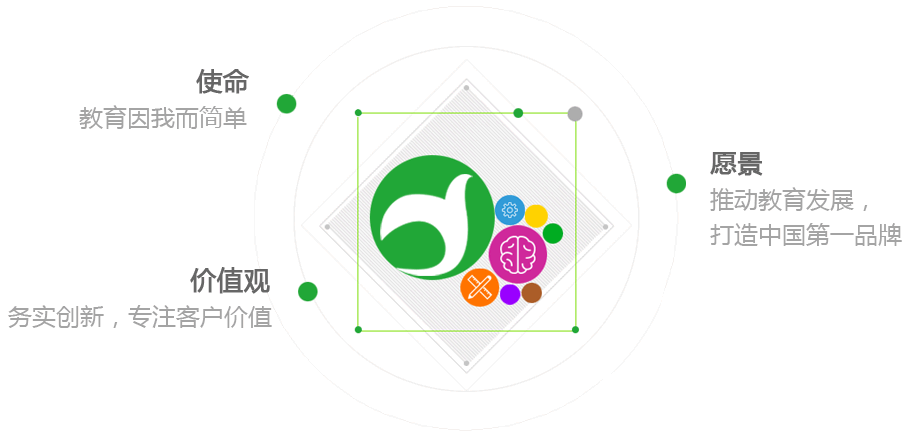 使命
教育因我而简单
愿景
推动教育发展，
打造中国第一品牌
价值观
务实创新，专注客户价值